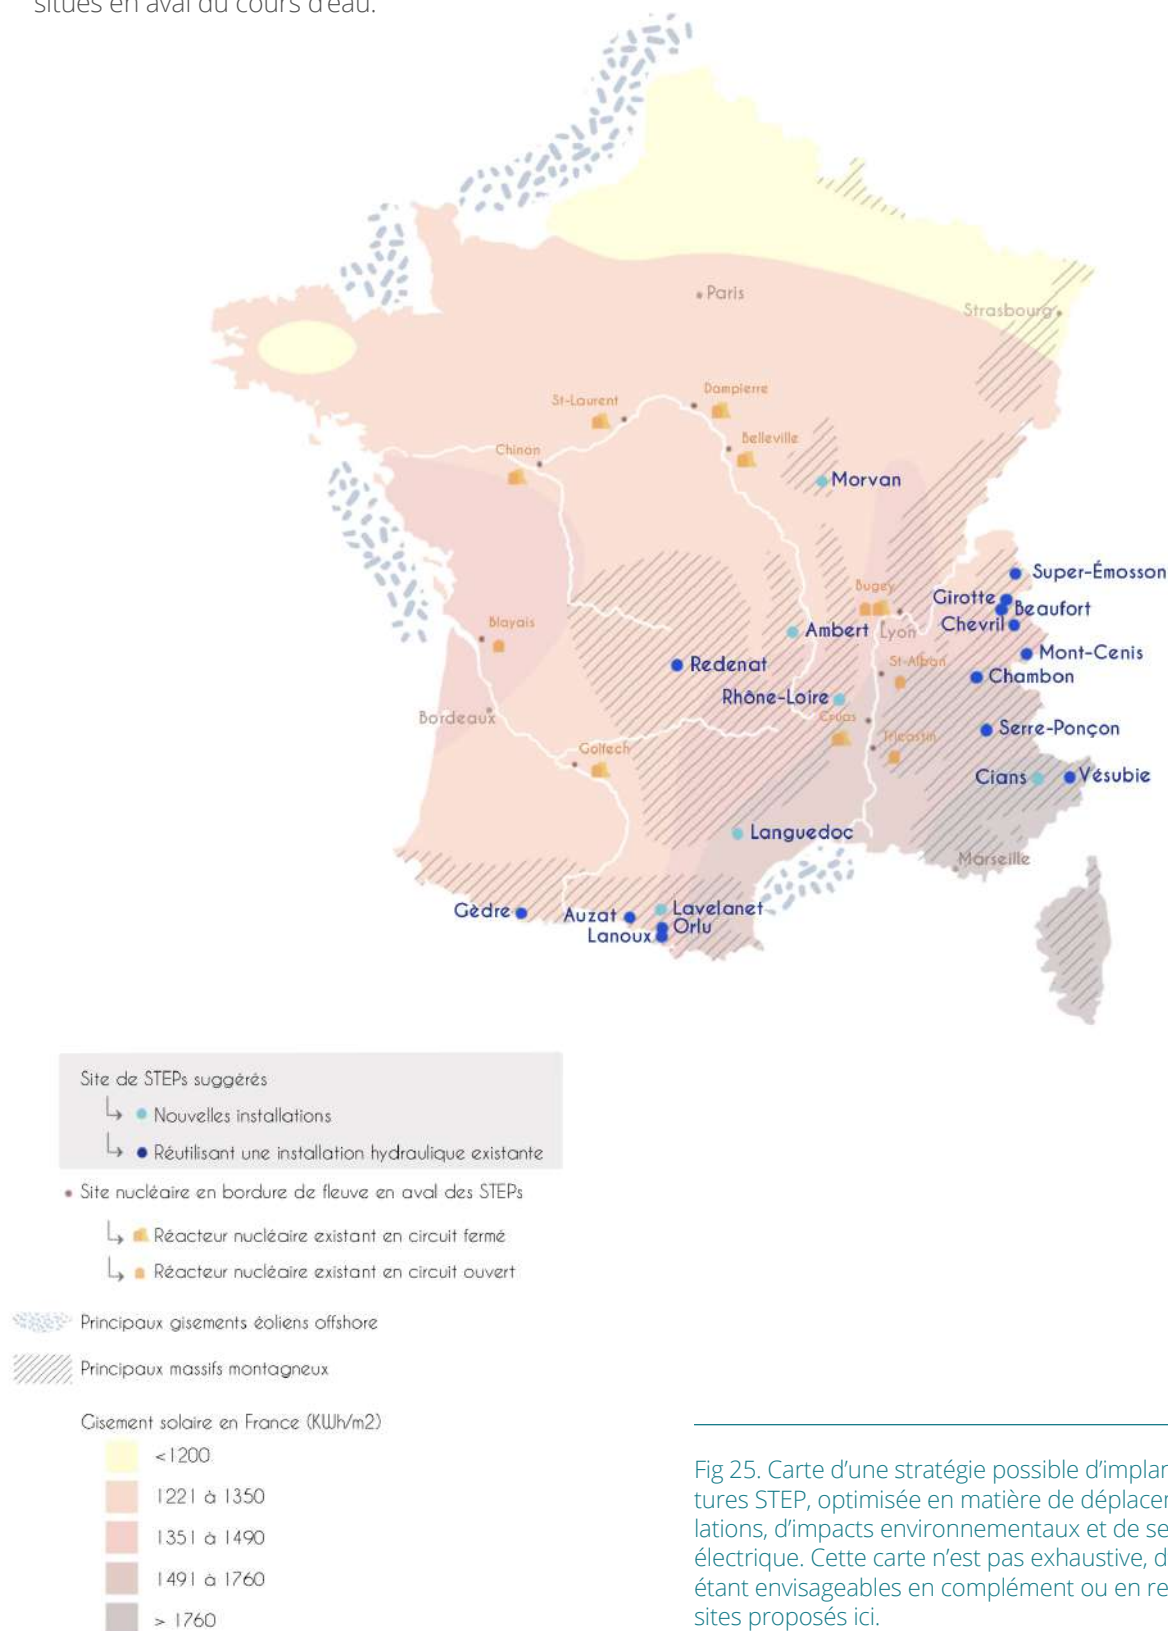 situés en aval du cours d'eau.
Paris
Strasbourg
Dampierre
St-Laurent
Belleville
Chinon
Morvan
Super-Émosson
Bugey
Girotte
Beaufort
Blayais
Ambert
Lyon
Chevril
Mont-Cenis
Redenat
St-Alban
Chambon
Rhône-Loire
Bordeaux
Cruas
Serre-Ponçon
Tricastin
Golfech
Cians
Vésubie
Languedoc
Marseille
Gèdre
Auzat
Lavelanet
Orlu
Lanoux
Site de STEPs suggérés
Nouvelles installations
Réutilisant une installation hydraulique existante
Site nucléaire en bordure de fleuve en aval des STEPs
Réacteur nucléaire existant en circuit fermé
Réacteur nucléaire existant en circuit ouvert
Principaux gisements éoliens offshore
Principaux massifs montagneux
Gisement solaire en France (KWh/m2)
<1200
1221 à 1350
1351 à 1490
1491 à 1760
> 1760
Fig 25. Carte d'une stratégie possible d'implan
tures STEP, optimisée en matière de déplacer
lations, d'impacts environnementaux et de se
électrique. Cette carte n'est pas exhaustive, d
étant envisageables en complément ou en re
sites proposés ici.